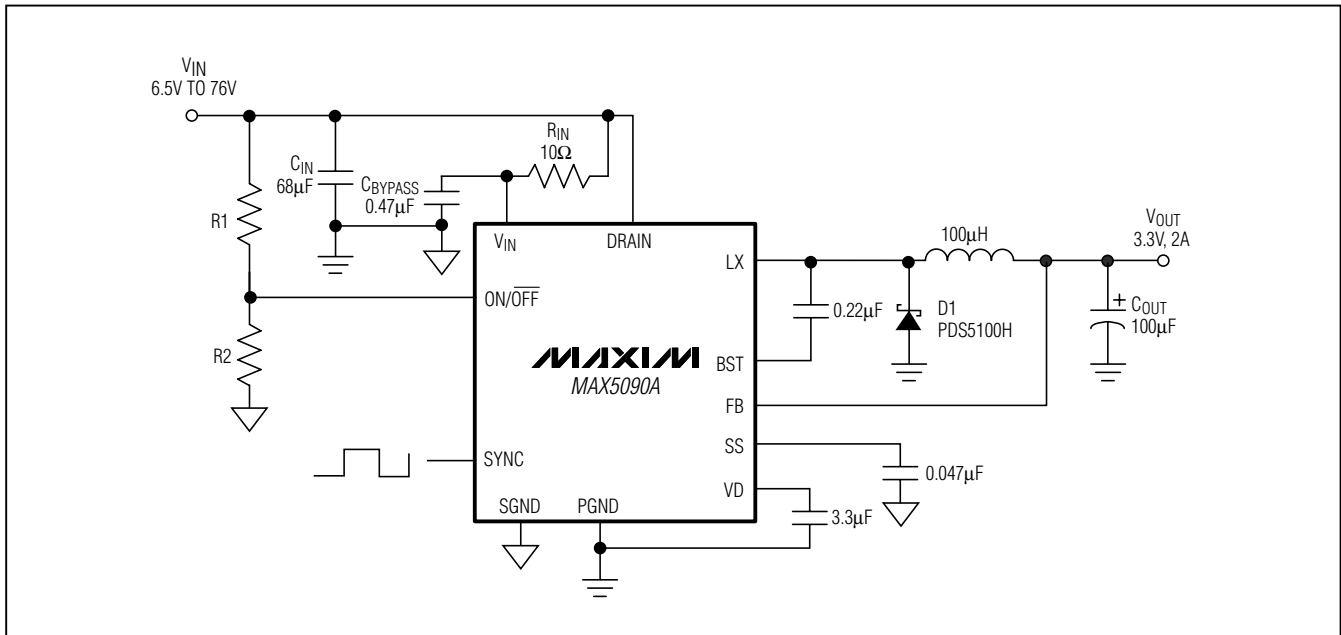 VIN
6.5V TO 76V
RIN
10Ω
CIN
68μF
CBYPASS
0.47μF
R1
R2
VIN
DRAIN
ON/OFF
SYNC
SGND
PGND
MAXIM
MAX5090A
LX
BST
FB
SS
VD
100μH
0.22μF
D1
PDS5100H
VOUT
3.3V, 2A
+
COUT
100μF
0.047μF
3.3μF